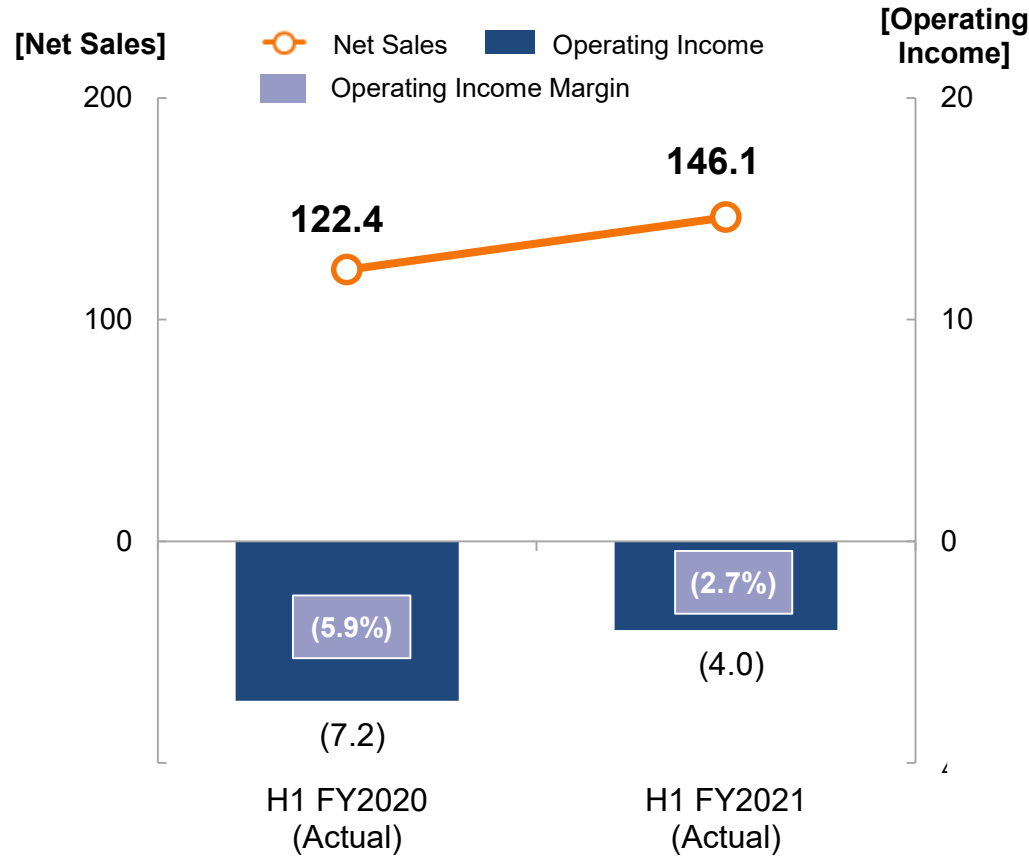 [Net Sales]
Net Sales
Operating Income
Operating Income Margin
[Operating
Income]
200
20
146.1
122.4
100
10
0
0
(5.9%)
(2.7%)
(4.0)
(7.2)
H1 FY2020
(Actual)
H1 FY2021
(Actual)